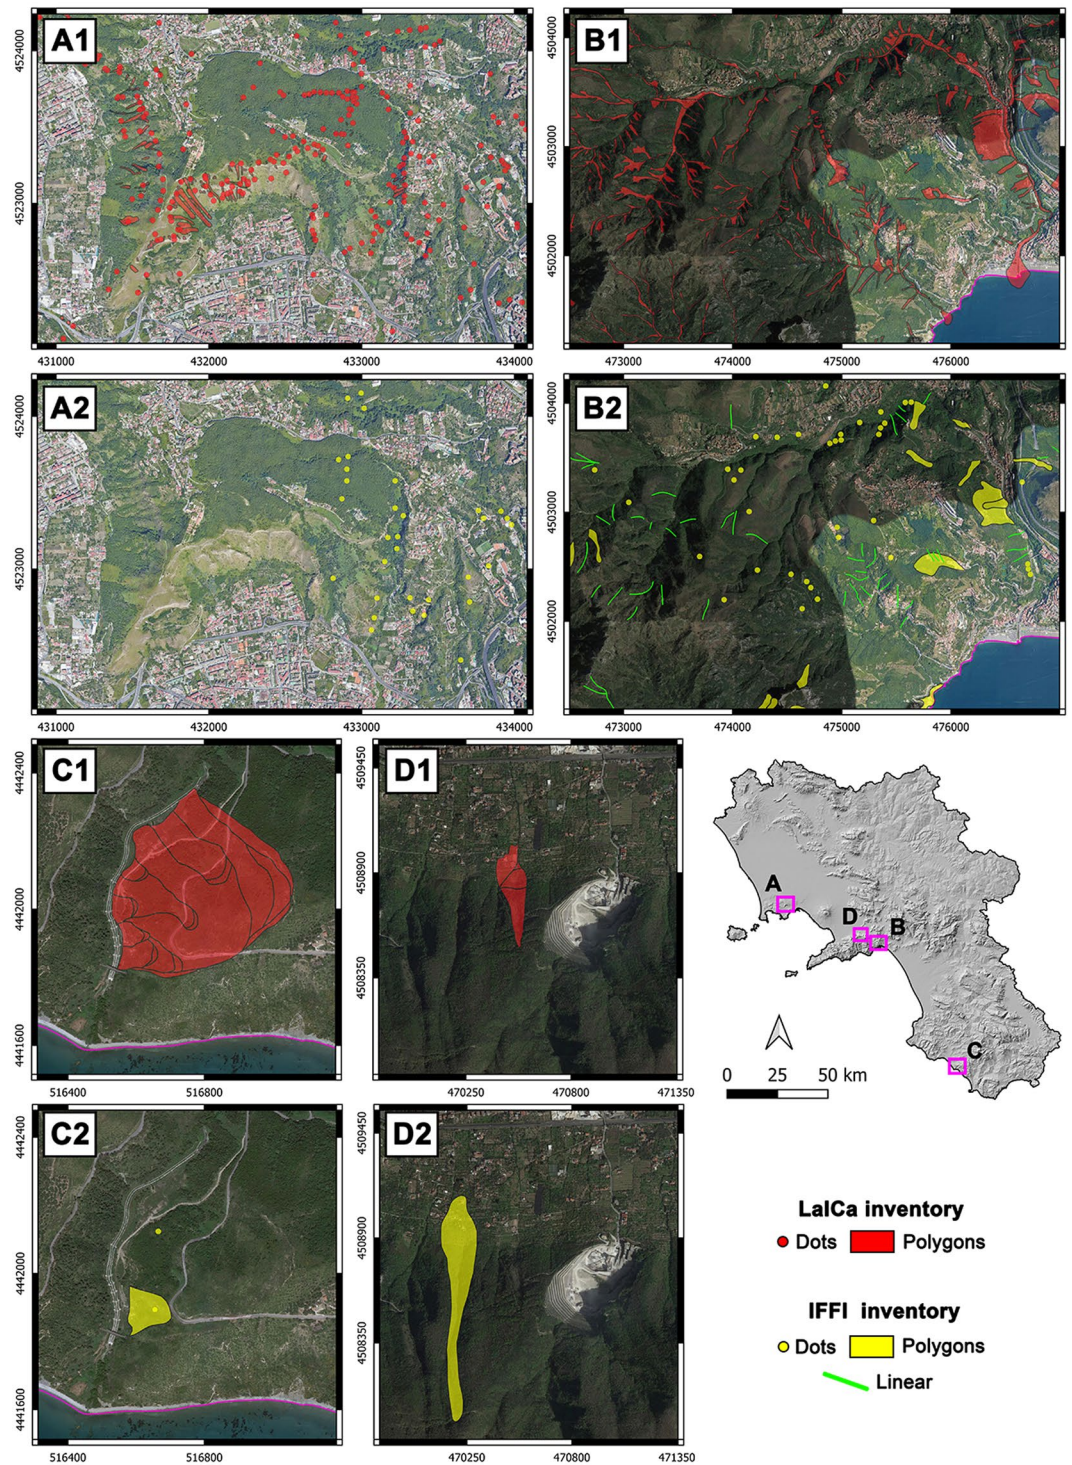 A1
4524000
4523000
431000
432000
433000
434000
B1
4504000
4503000
4502000
473000
474000
475000
476000
A2
4524000
4523000
431000
432000
433000
434000
B2
4504000
4503000
4502000
473000
474000
475000
476000
C1
4442400
4442000
4441600
516400
516800
D1
4509450
4508900
4508350
470250
470800
471350
A
D
B
C
0 25 50 km
C2
4442400
4442000
4441600
516400
516800
D2
4509450
4508900
4508350
470250
470800
471350
LaICa inventory
Dots Polygons
IFFI inventory
Dots Polygons
Linear